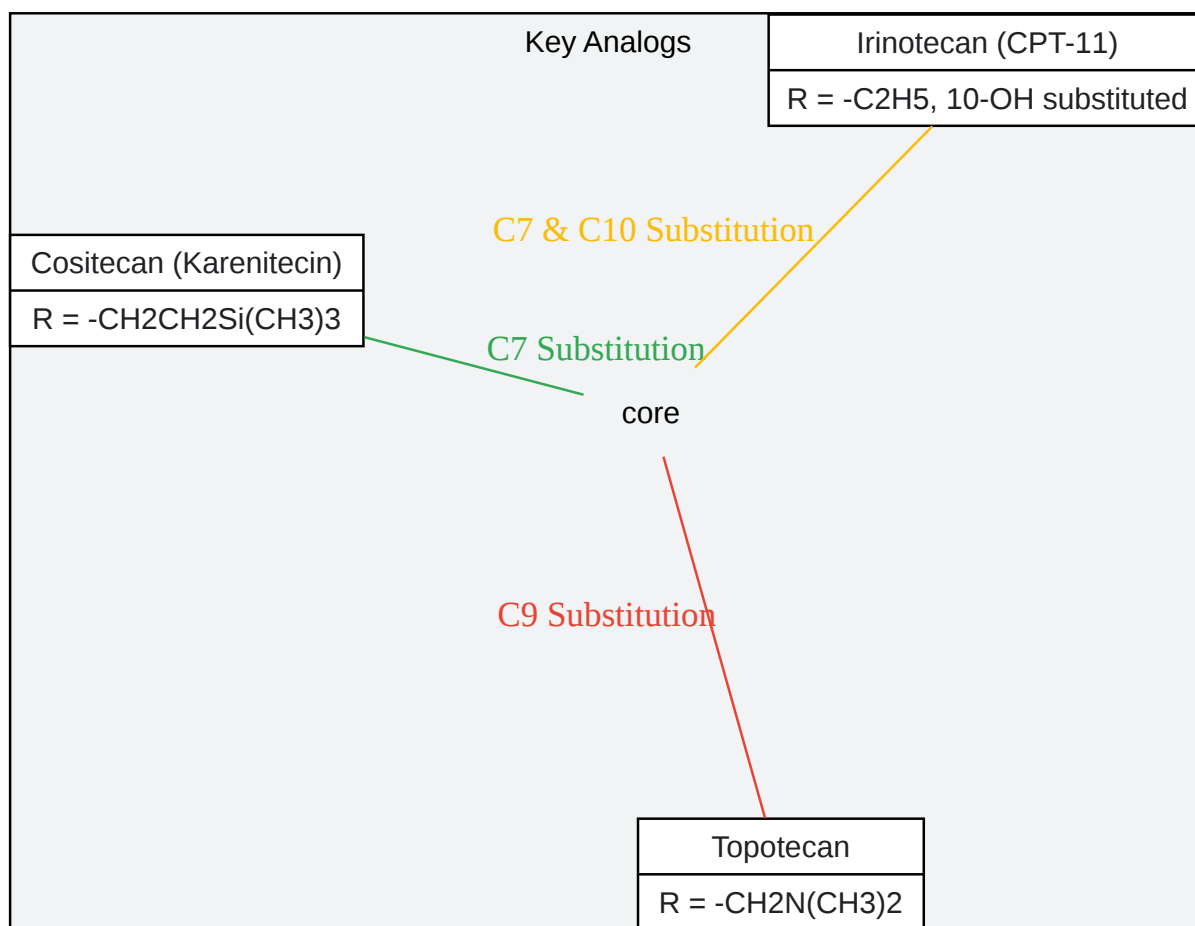 Key Analogs
Irinotecan (CPT-11)
R = -C2H5, 10-OH substituted
C7 & C10 Substitution
Cositecan (Karenitecin)
R = -CH2CH2Si(CH3)3
C7 Substitution
core
C9 Substitution
Topotecan
R = -CH2N(CH3)2